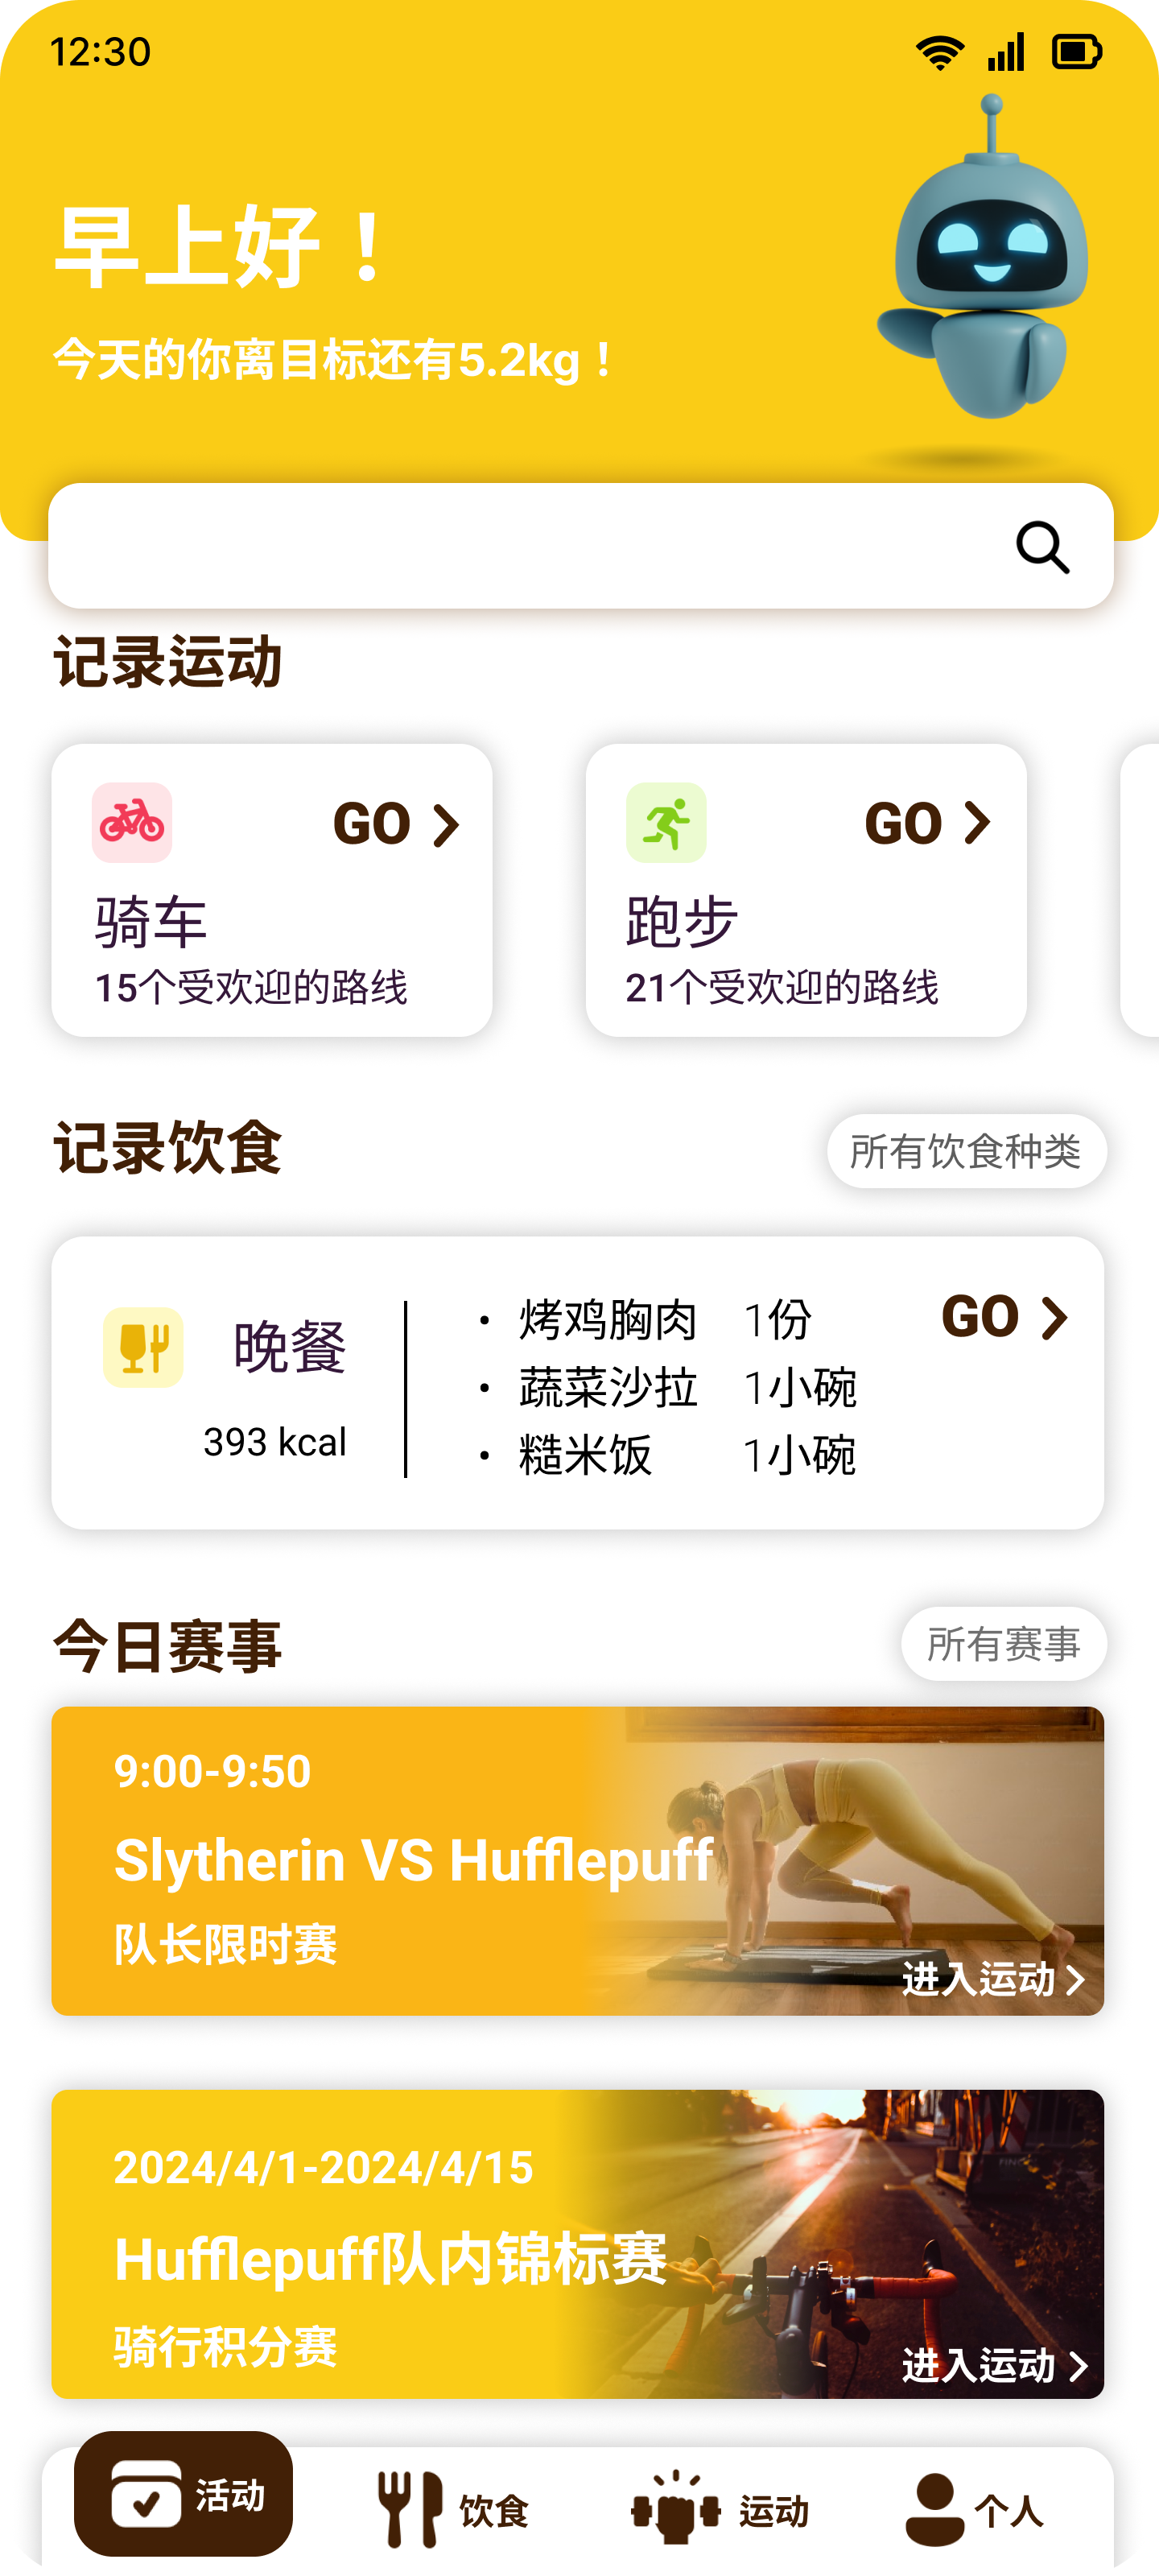 12:30
早上好！
今天的你离目标还有5.2kg！
记录运动
GO
骑车
15个受欢迎的路线
GO
跑步
21个受欢迎的路线
记录饮食
所有饮食种类
晚餐
393 kcal
· 烤鸡胸肉 1份
· 蔬菜沙拉 1小碗
· 糙米饭 1小碗
GO
今日赛事
所有赛事
9:00-9:50
Slytherin VS Hufflepuff
队长限时赛
进入运动
2024/4/1-2024/4/15
Hufflepuff队内锦标赛
骑行积分赛
进入运动
活动
饮食
运动
个人